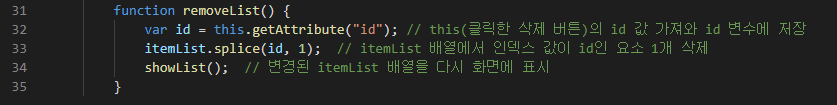 31 function removeList() {
32 var id = this.getAttribute("id"); // this(클릭한 삭제 버튼)의 id 값 가져와 id 변수에 저장
33 itemList.splice(id, 1); // itemList 배열에서 인덱스 값이 id인 요소 1개 삭제
34 showList(); // 변경된 itemList 배열을 다시 화면에 표시
35 }